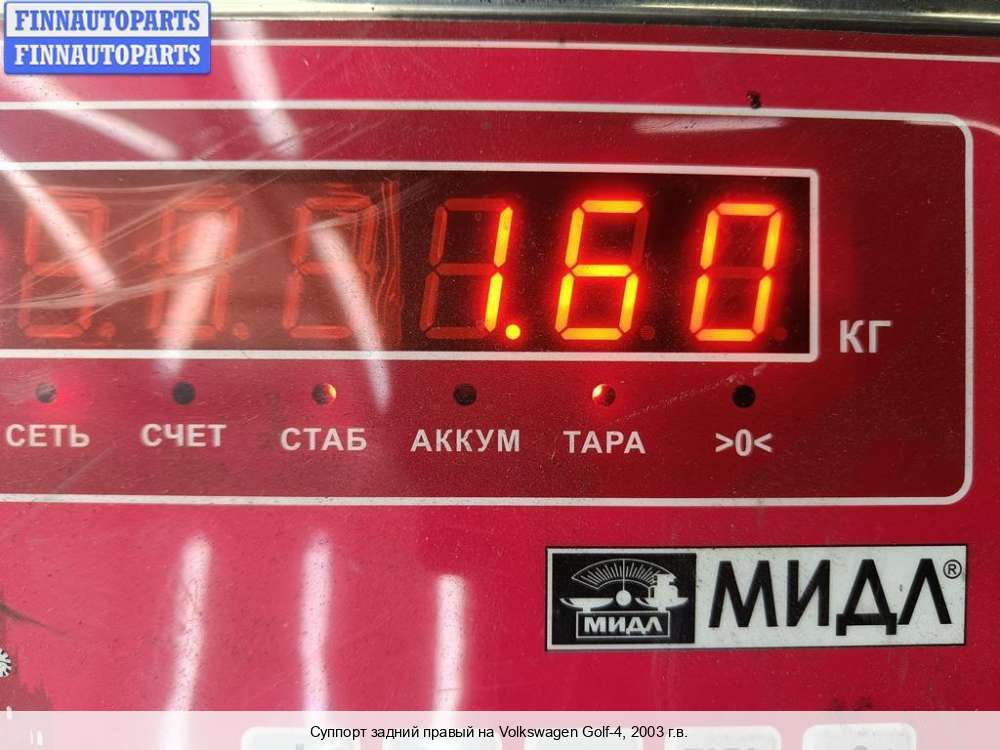 FINNAUTOPARTS
FINNAUTOPARTS
1.60
КГ
СЕТЬ СЧЕТ СТАБ АККУМ ТАРА >0<
МИДЛ МИДЛ®
Суппорт задний правый на Volkswagen Golf-4, 2003 г.в.